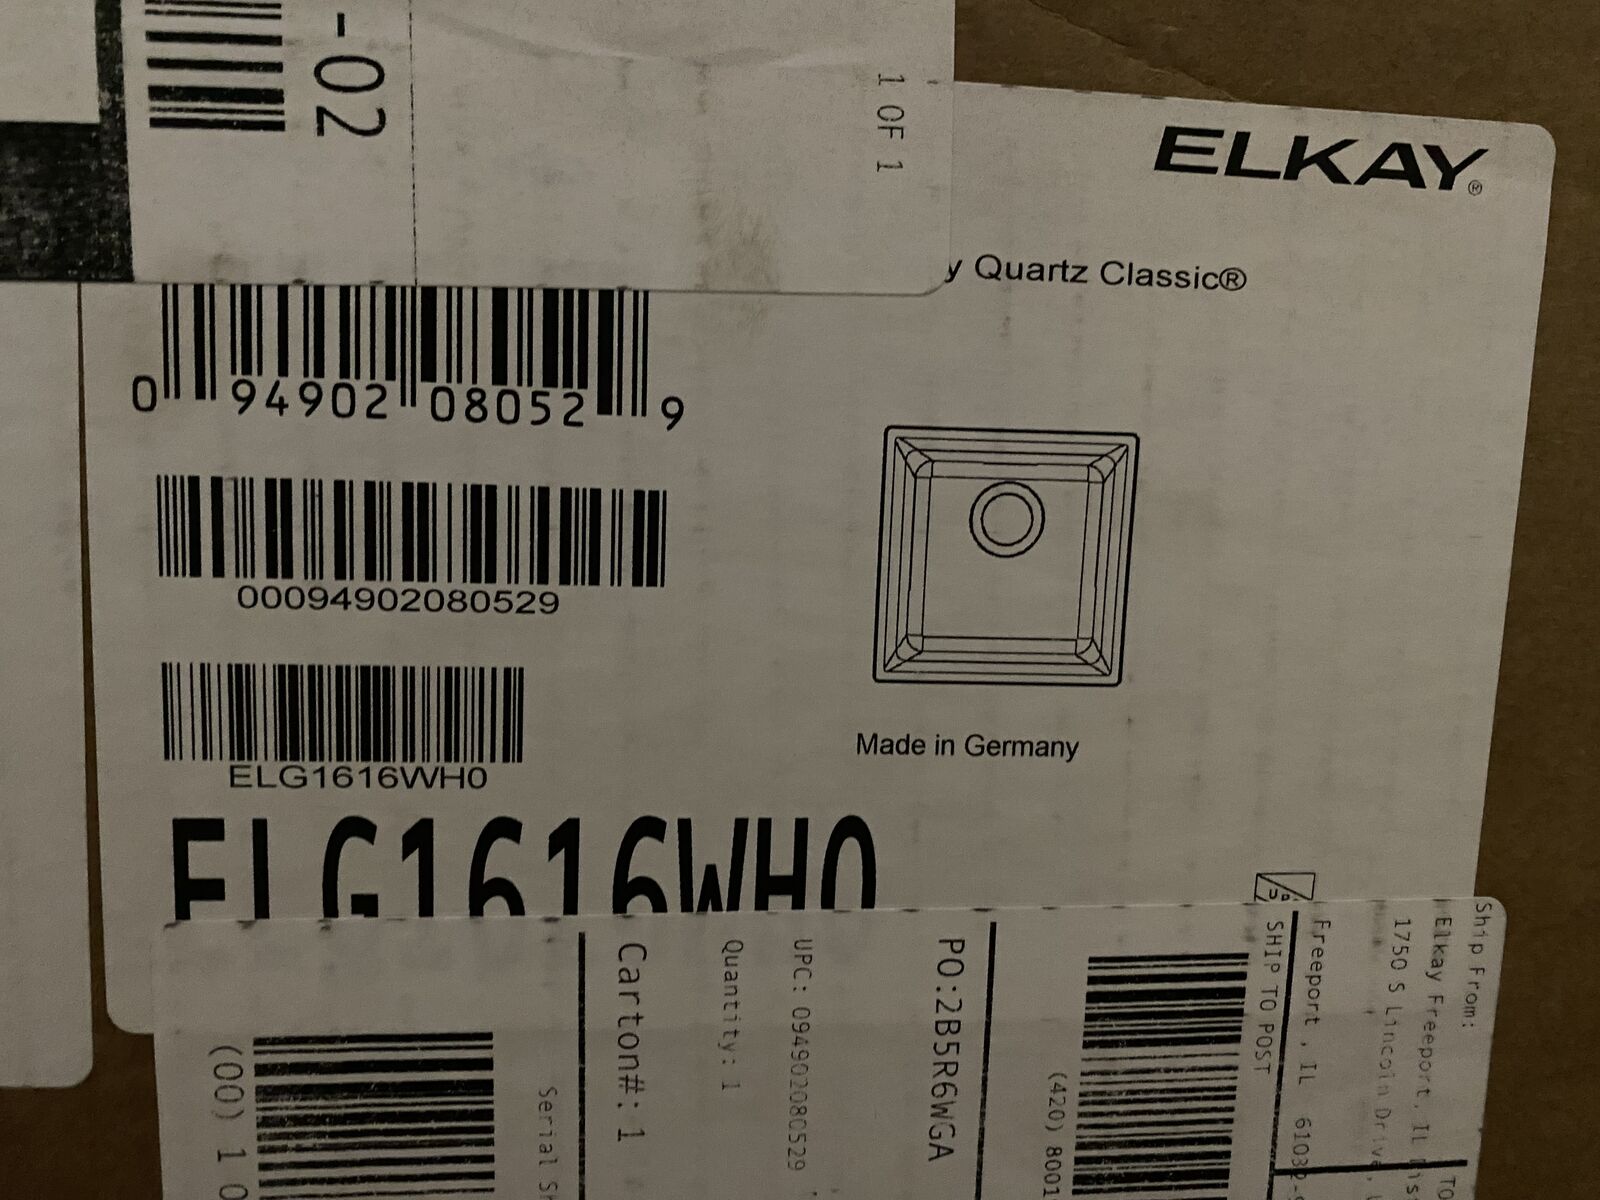 -02
1 OF 1
ELKAY®
y Quartz Classic®
0 94902 08052 9
00094902080529
ELG1616WH0
Made in Germany
ELG1616WH0
Ship From:
Elkay Freeport, IL
1750 S Lincoln Drive,
Freeport , IL 61032-
SHIP TO POST
(420) 8001
PO:2B5R6WGA
UPC: 094902080529
Quantity: 1
Carton#: 1
Serial Sh
(00) 1 0
TO